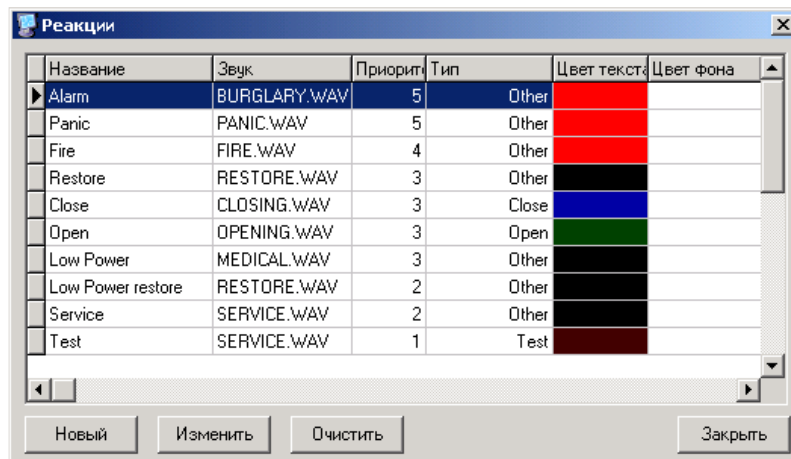 Реакции
Название Звук Приорит Тип Цвет текста Цвет фона
Alarm BURGLARY.WAV 5 Other
Panic PANIC.WAV 5 Other
Fire FIRE.WAV 4 Other
Restore RESTORE.WAV 3 Other
Close CLOSING.WAV 3 Close
Open OPENING.WAV 3 Open
Low Power MEDICAL.WAV 3 Other
Low Power restore RESTORE.WAV 2 Other
Service SERVICE.WAV 2 Other
Test SERVICE.WAV 1 Test
Новый Изменить Очистить Закрыть